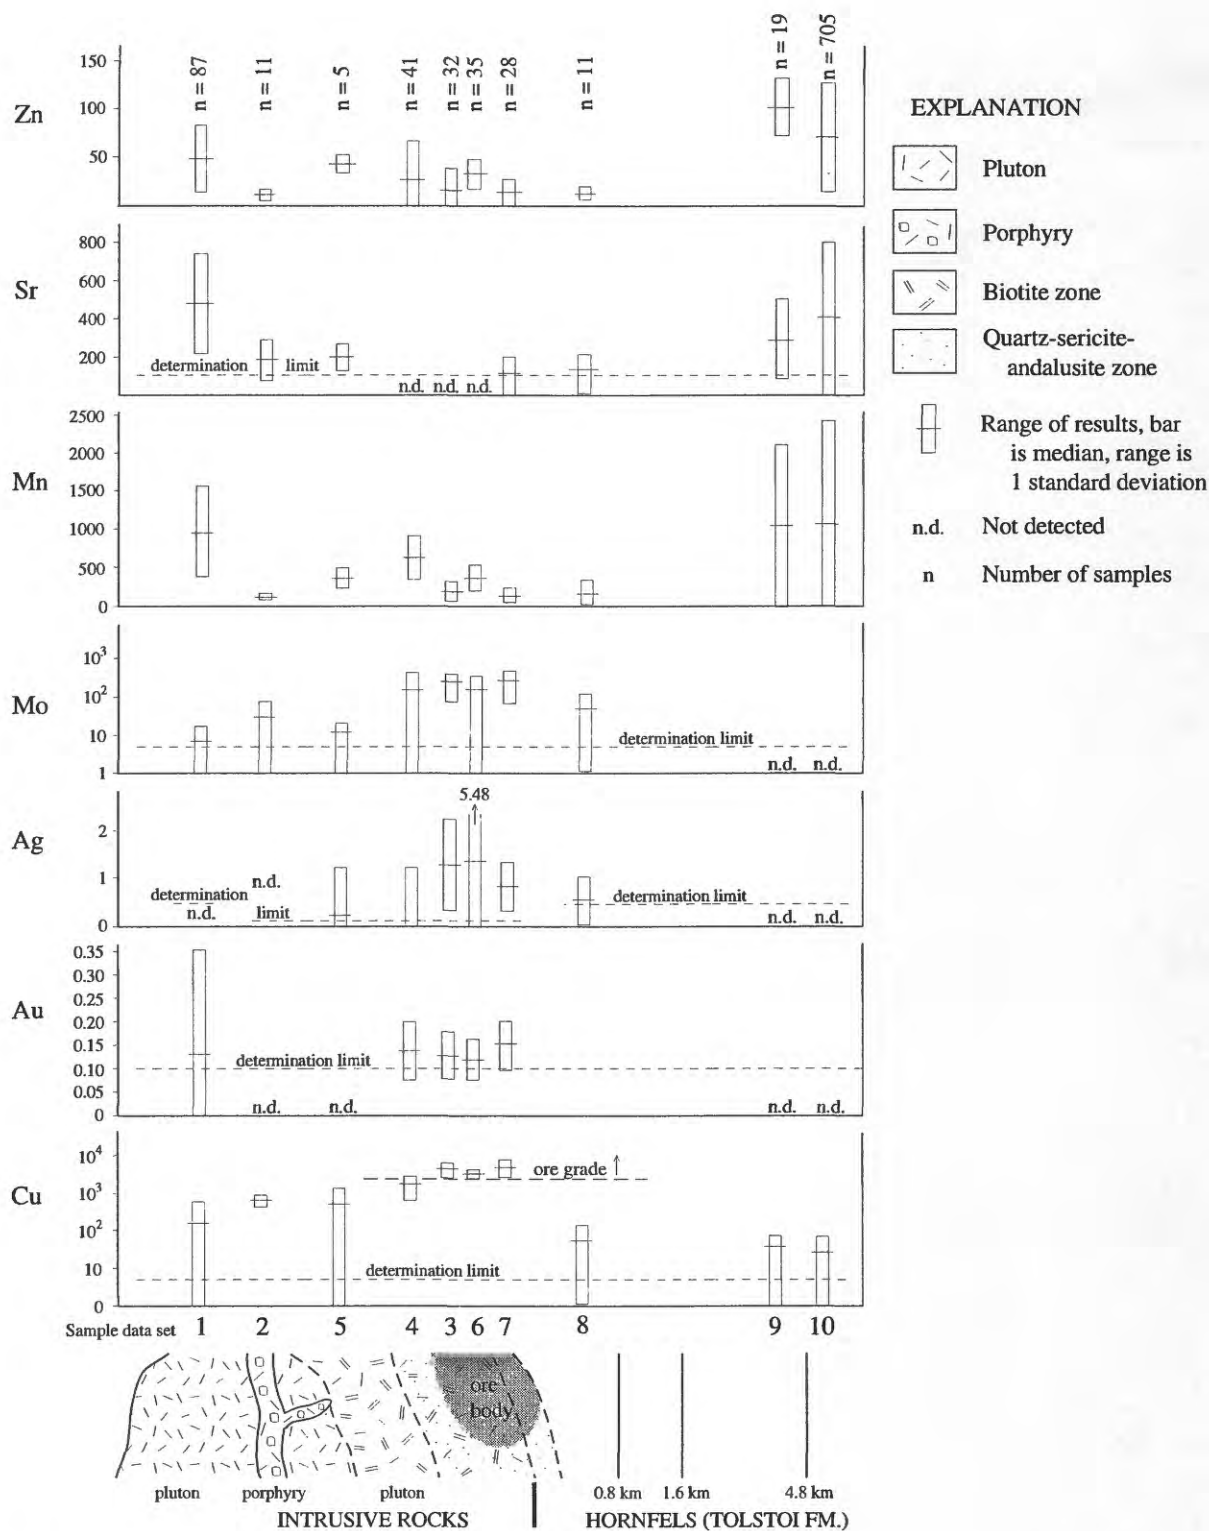 n = 87
n = 11
n = 5
n = 41
n = 32
n = 35
n = 28
n = 11
n = 19
n = 705
Zn
150
100
50
Sr
800
600
400
200
determination limit
n.d. n.d. n.d.
Mn
2500
2000
1500
1000
500
0
Mo
10³
10²
10
1
determination limit
n.d. n.d.
Ag
2
1
0
5.48
determination
limit
n.d.
n.d.
determination limit
n.d. n.d.
Au
0.35
0.30
0.25
0.20
0.15
0.10
0.05
0
determination limit
n.d. n.d.
n.d. n.d.
Cu
10⁴
10³
10²
10
0
ore grade
determination limit
Sample data set 1 2 5 4 3 6 7 8 9 10
ore
body
pluton porphyry pluton
0.8 km 1.6 km 4.8 km
INTRUSIVE ROCKS HORNFELS (TOLSTOI FM.)
EXPLANATION
Pluton
Porphyry
Biotite zone
Quartz-sericite-
andalusite zone
Range of results, bar
is median, range is
1 standard deviation
n.d. Not detected
n Number of samples